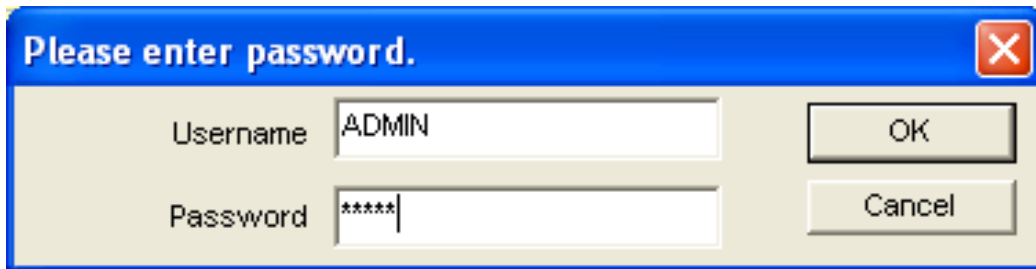 Please enter password.
Username ADMIN OK
Password ***** Cancel